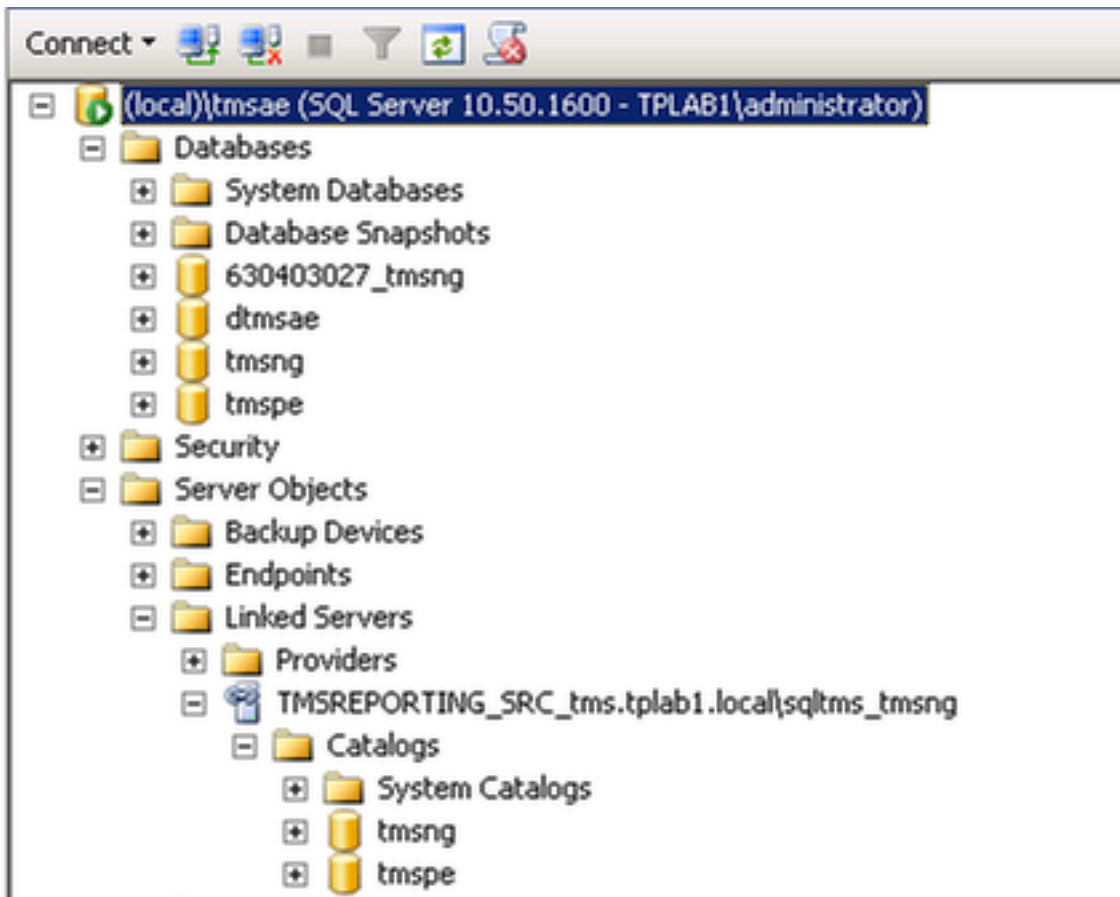 Connect
(local)\tmsae (SQL Server 10.50.1600 - TPLAB1\administrator)
Databases
System Databases
Database Snapshots
630403027_tmsng
dtmsae
tmsng
tmspe
Security
Server Objects
Backup Devices
Endpoints
Linked Servers
Providers
TMSREPORTING_SRC_tms.tplab1.local\sqltms_tmsng
Catalogs
System Catalogs
tmsng
tmspe